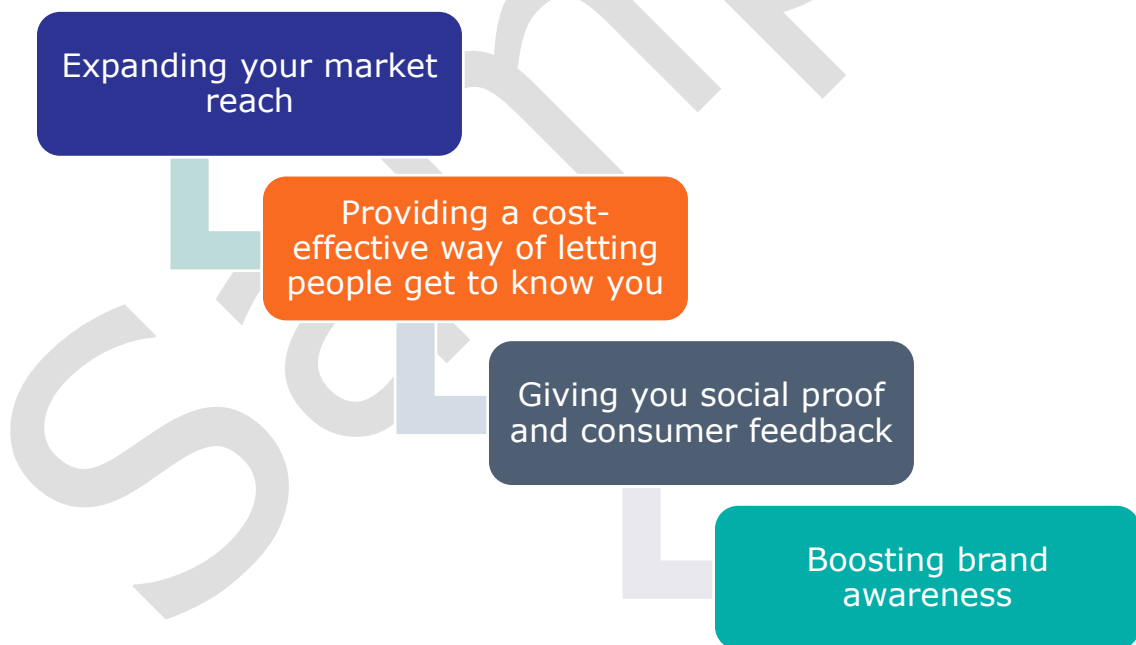 Expanding your market
reach
Providing a cost-
effective way of letting
people get to know you
Giving you social proof
and consumer feedback
Boosting brand
awareness